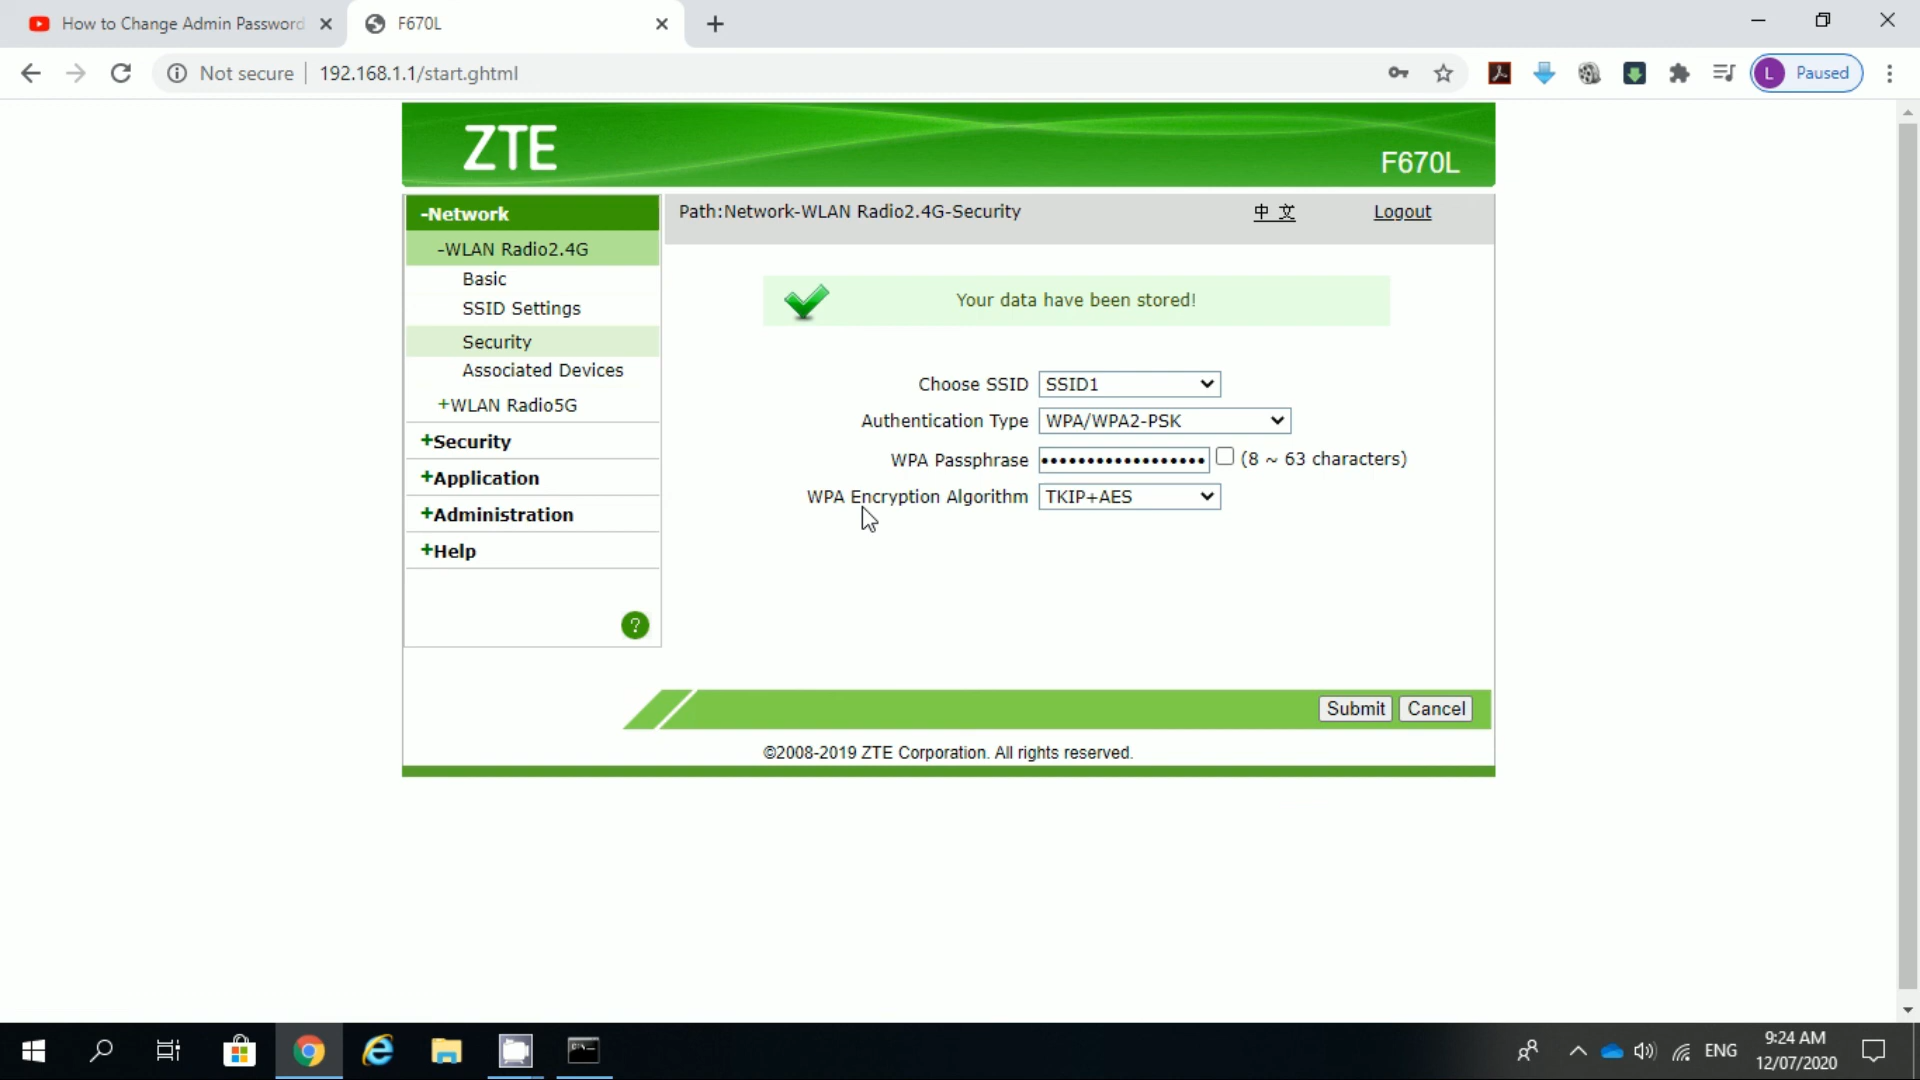 How to Change Admin Password
F670L
Not secure
192.168.1.1/start.ghtml
L
Paused
ZTE
F670L
-Network
Path:Network-WLAN Radio2.4G-Security
中 文
Logout
-WLAN Radio2.4G
Basic
SSID Settings
Security
Associated Devices
+WLAN Radio5G
+Security
+Application
+Administration
+Help
?
Your data have been stored!
Choose SSID SSID1
Authentication Type WPA/WPA2-PSK
WPA Passphrase •••••••••••••••••• (8 ~ 63 characters)
WPA Encryption Algorithm TKIP+AES
Submit Cancel
©2008-2019 ZTE Corporation. All rights reserved.
ENG
9:24 AM
12/07/2020